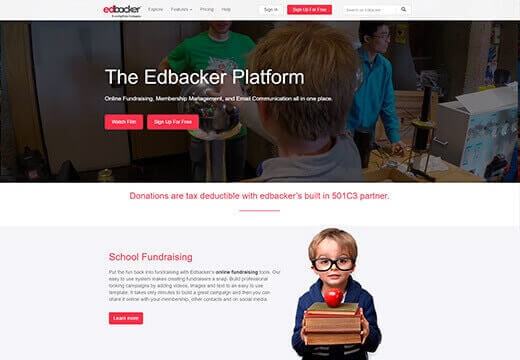 edbacker Explore Features Pricing Help Sign In Sign Up For Free Search on Edbacker
The Edbacker Platform
Online Fundraising, Membership Management, and Email Communication all in one place.
Watch Film Sign Up For Free
Donations are tax deductible with edbacker's built in 501C3 partner.
School Fundraising
Put the fun back into fundraising with Edbacker's online fundraising tools. Our
easy to use system makes creating fundraisers a snap. Build professional
looking campaigns by adding videos, images and text to an easy to use
template. It takes only minutes to build a great campaign and then you can
share it online with your membership, other contacts and on social media.
Learn more